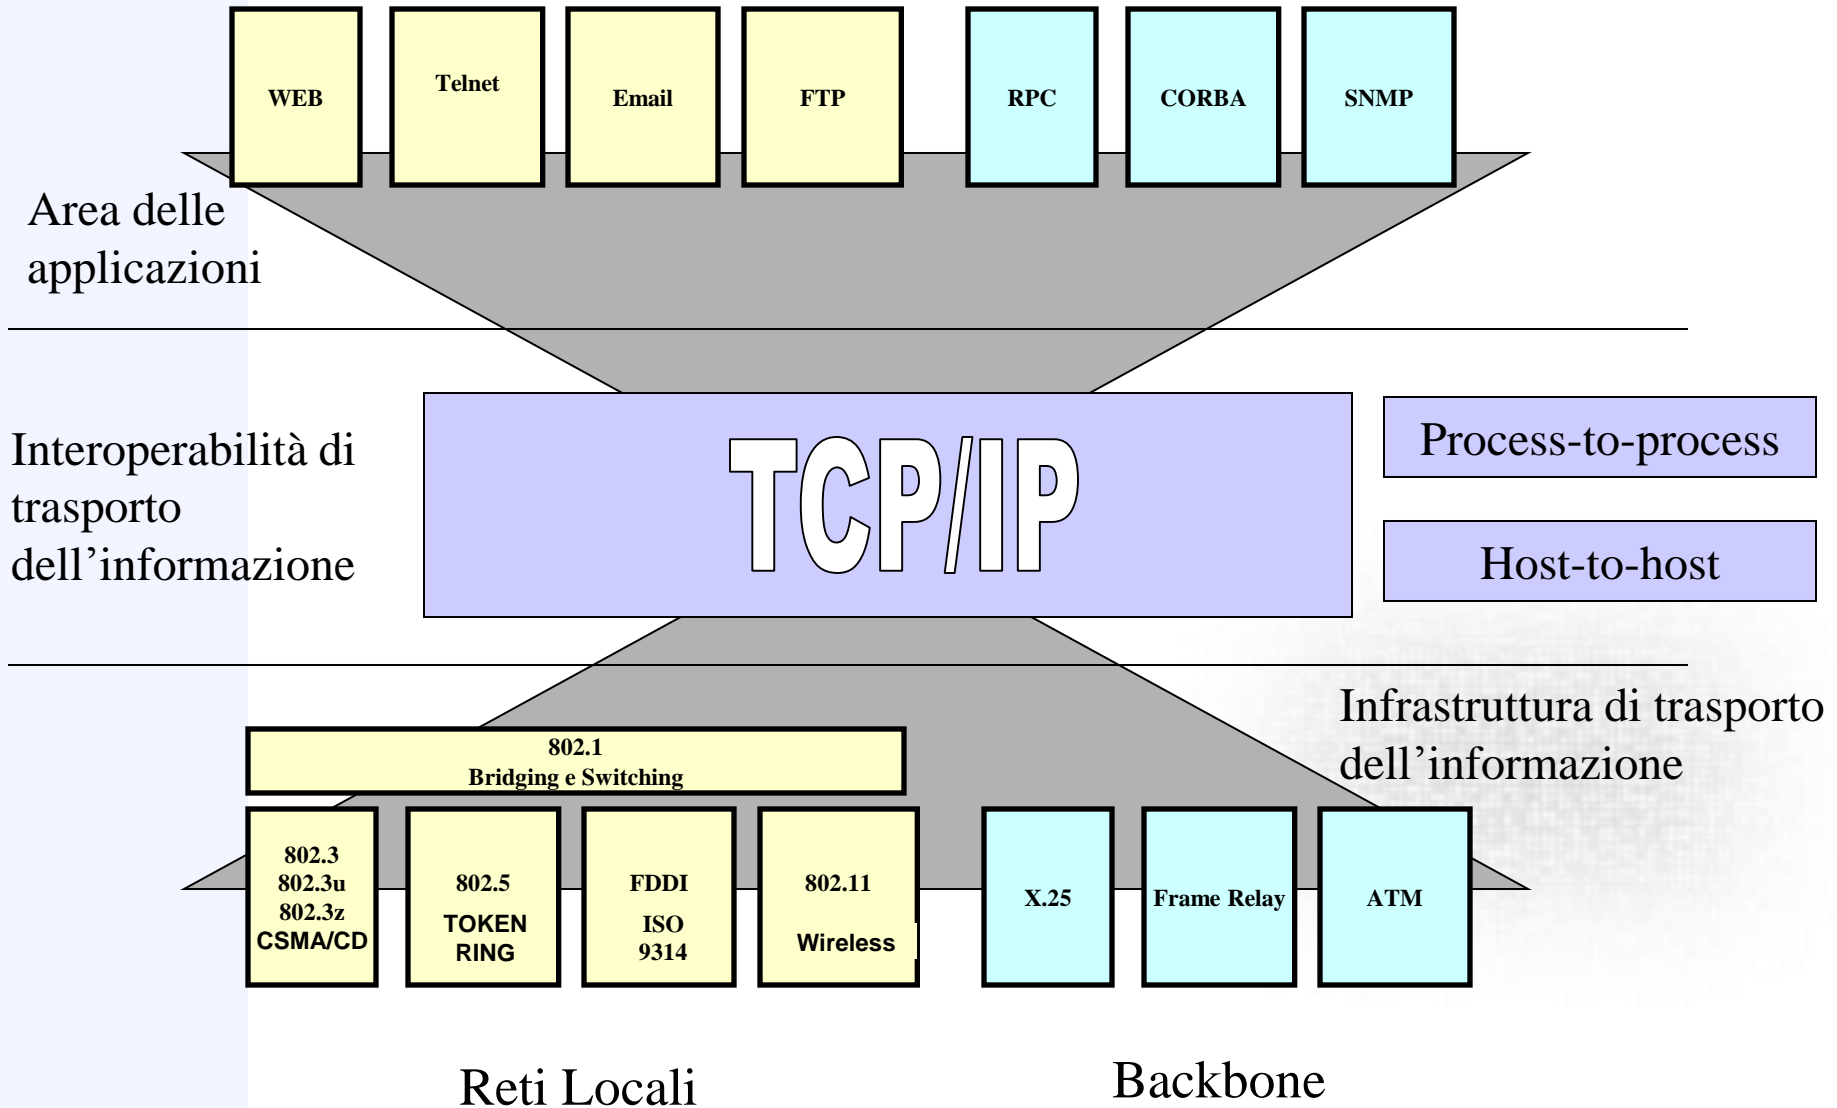 WEB
Telnet
Email
FTP
RPC
CORBA
SNMP
Area delle
applicazioni
Interoperabilità di
trasporto
dell’informazione
TCP/IP
Process-to-process
Host-to-host
Infrastruttura di trasporto
dell’informazione
802.1
Bridging e Switching
802.3
802.3u
802.3z
CSMA/CD
802.5
TOKEN
RING
FDDI
ISO
9314
802.11
Wireless
X.25
Frame Relay
ATM
Reti Locali
Backbone